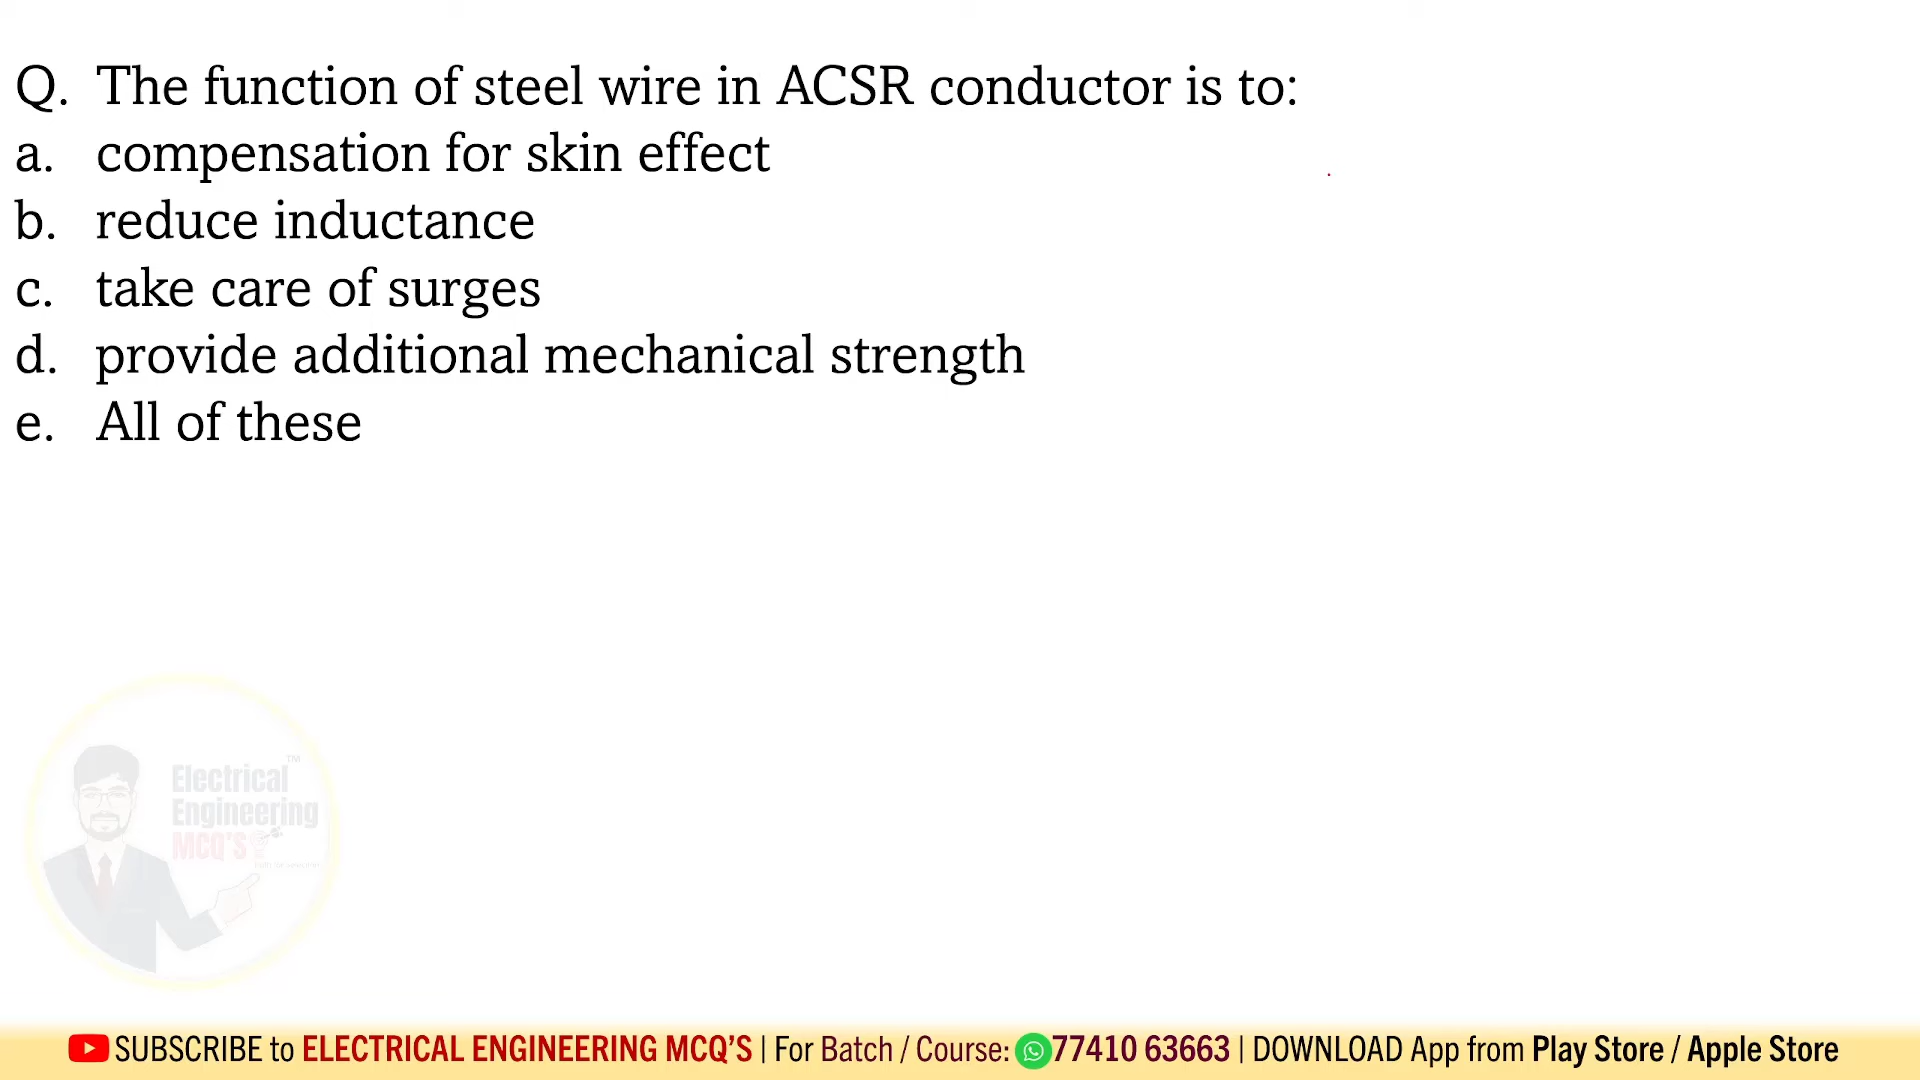 Q. The function of steel wire in ACSR conductor is to:
a. compensation for skin effect
b. reduce inductance
c. take care of surges
d. provide additional mechanical strength
e. All of these
Electrical™
Engineering
MCQ'S
SUBSCRIBE to ELECTRICAL ENGINEERING MCQ’S | For Batch / Course: 77410 63663 | DOWNLOAD App from Play Store / Apple Store